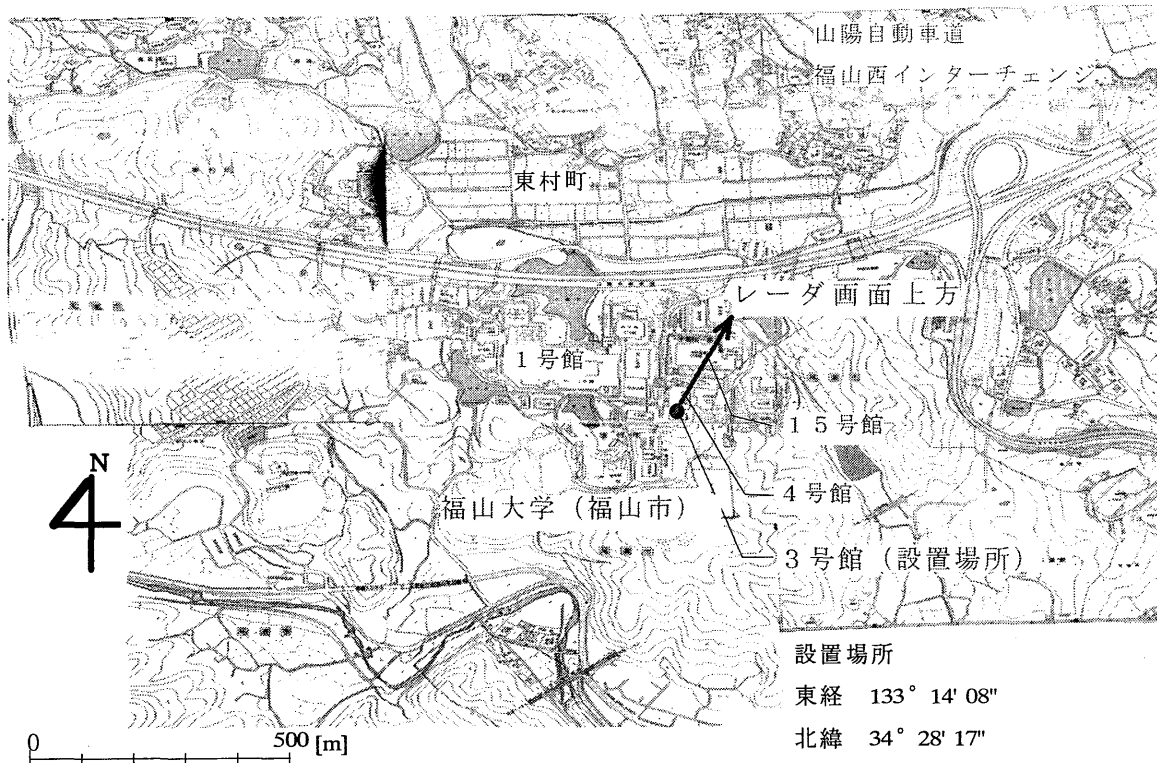 山陽自動車道
福山西インターチェンジ
東村町
レーダ画面上方
1号館
15号館
N
4号館
福山大学(福山市)
3号館(設置場所)
設置場所
東経 133° 14' 08"
北緯 34° 28' 17"
0 500 [m]